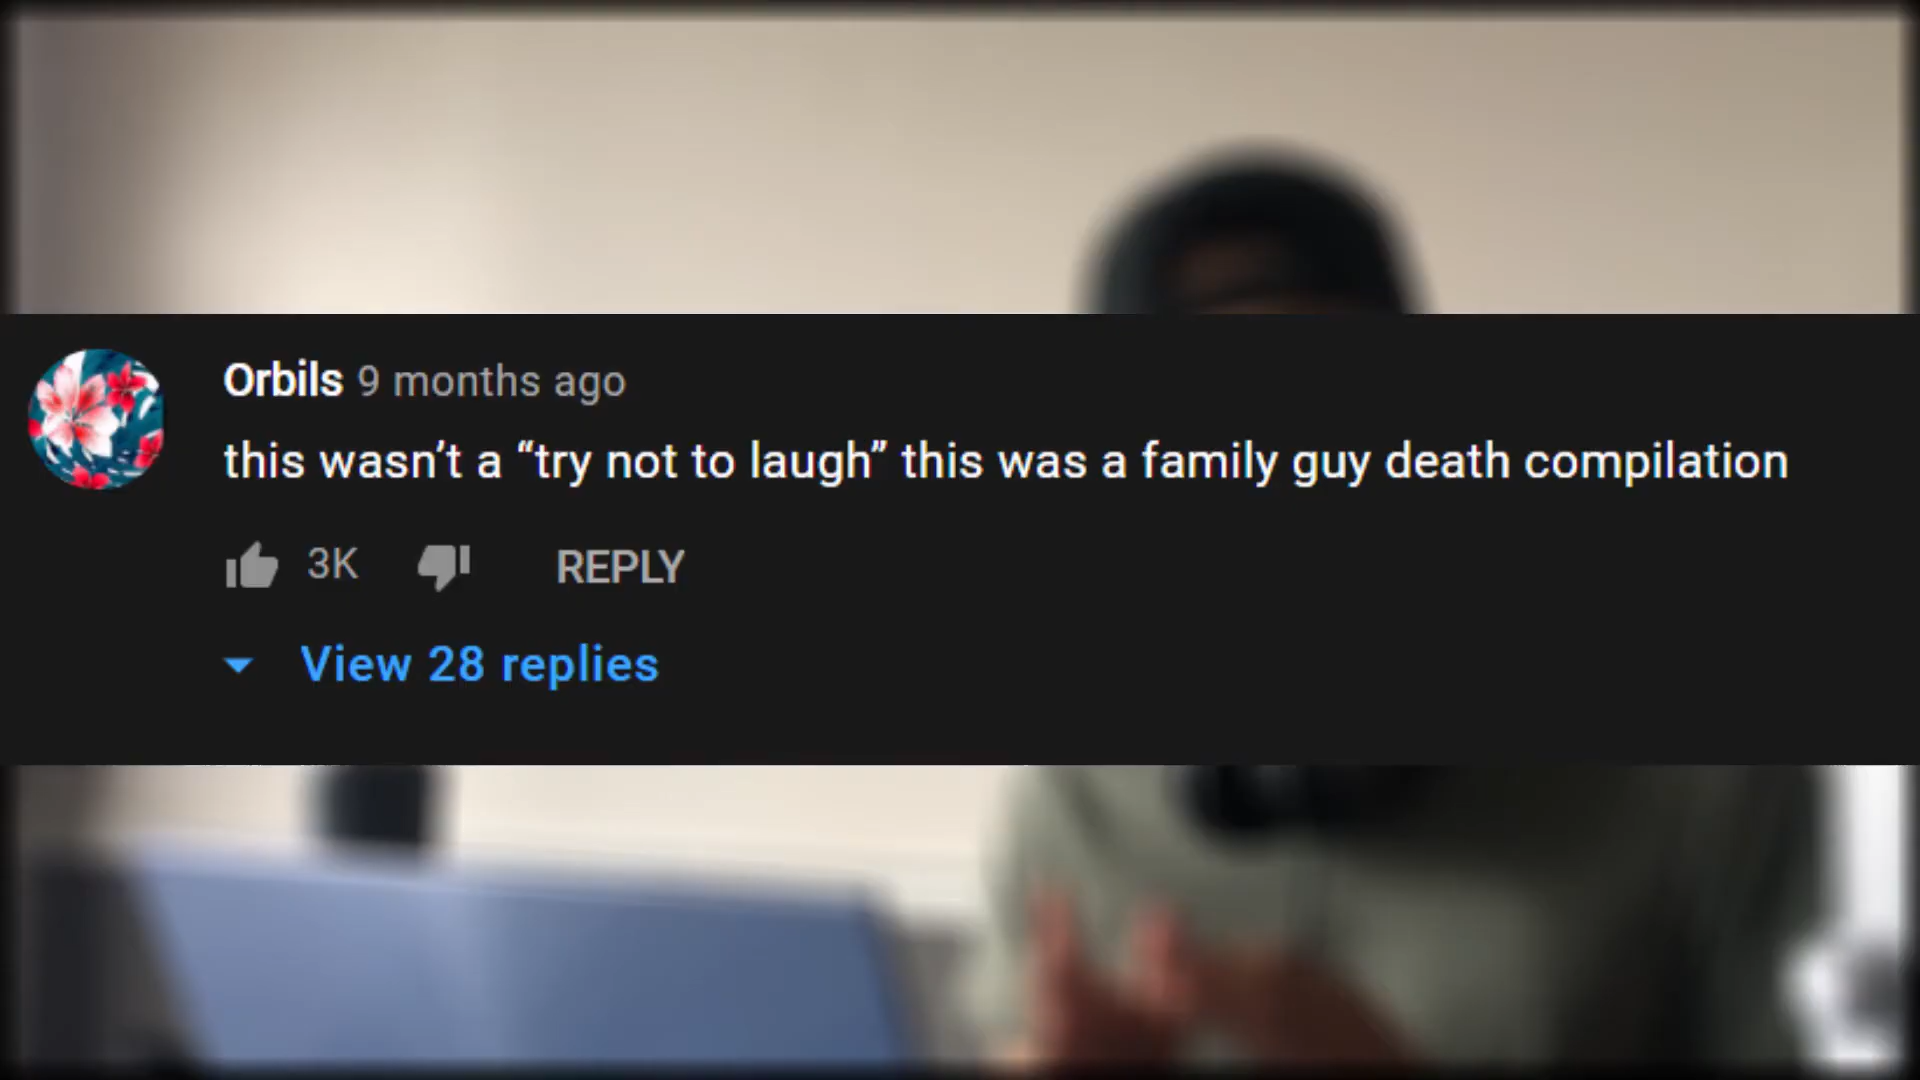 Orbils 9 months ago
this wasn’t a “try not to laugh” this was a family guy death compilation
3K REPLY
View 28 replies